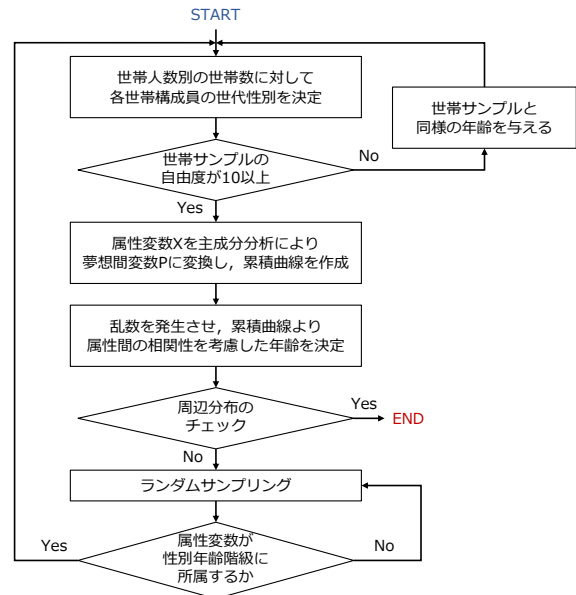 START
世帯人数別の世帯数に対して
各世帯構成員の世代性別を決定
世帯サンプルと
同様の年齢を与える
世帯サンプルの
自由度が10以上
No
Yes
属性変数Xを主成分分析により
夢想間変数Pに変換し，累積曲線を作成
乱数を発生させ，累積曲線より
属性間の相関性を考慮した年齢を決定
周辺分布の
チェック
Yes
END
No
ランダムサンプリング
属性変数が
性別年齢階級に
所属するか
Yes
No